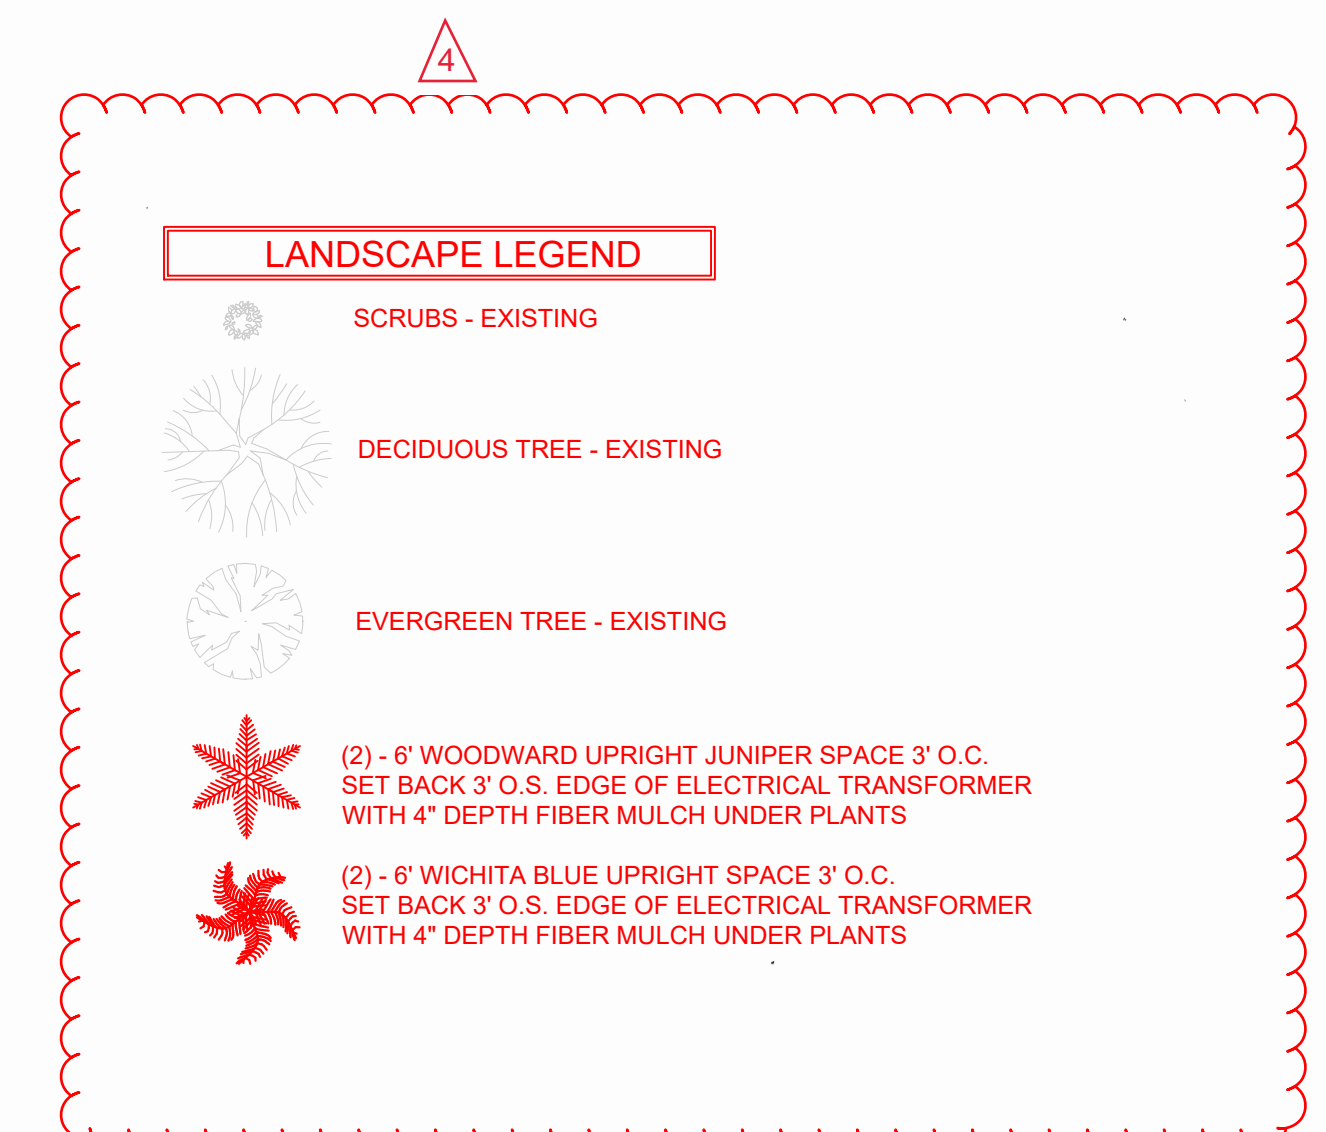 4
LANDSCAPE LEGEND
SCRUBS - EXISTING
DECIDUOUS TREE - EXISTING
EVERGREEN TREE - EXISTING
(2) - 6' WOODWARD UPRIGHT JUNIPER SPACE 3' O.C.
SET BACK 3' O.S. EDGE OF ELECTRICAL TRANSFORMER
WITH 4" DEPTH FIBER MULCH UNDER PLANTS
(2) - 6' WICHITA BLUE UPRIGHT SPACE 3' O.C.
SET BACK 3' O.S. EDGE OF ELECTRICAL TRANSFORMER
WITH 4" DEPTH FIBER MULCH UNDER PLANTS